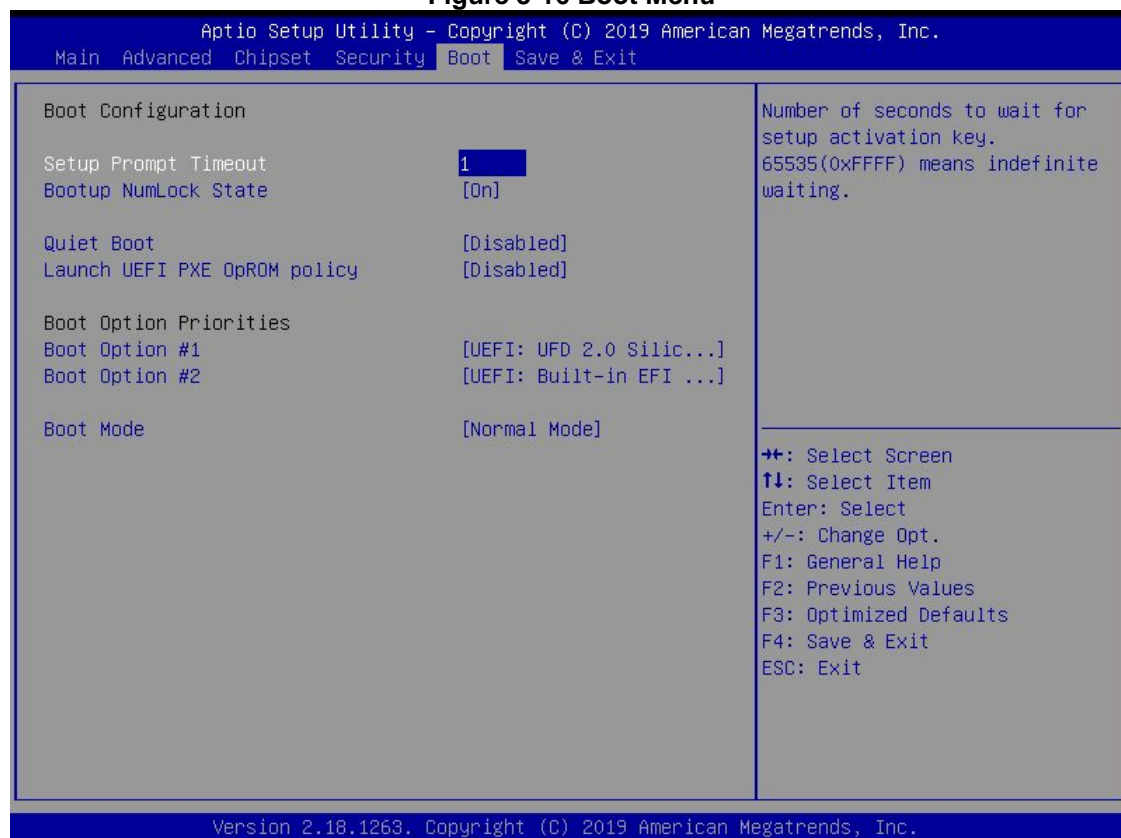 Aptio Setup Utility – Copyright (C) 2019 American Megatrends, Inc.
Main Advanced Chipset Security Boot Save & Exit
Boot Configuration
Setup Prompt Timeout 1
Bootup NumLock State [On]
Quiet Boot [Disabled]
Launch UEFI PXE OpROM policy [Disabled]
Boot Option Priorities
Boot Option #1 [UEFI: UFD 2.0 Silic...]
Boot Option #2 [UEFI: Built-in EFI ...]
Boot Mode [Normal Mode]
Number of seconds to wait for
setup activation key.
65535(0xFFFF) means indefinite
waiting.
→←: Select Screen
↑↓: Select Item
Enter: Select
+/-: Change Opt.
F1: General Help
F2: Previous Values
F3: Optimized Defaults
F4: Save & Exit
ESC: Exit
Version 2.18.1263. Copyright (C) 2019 American Megatrends, Inc.